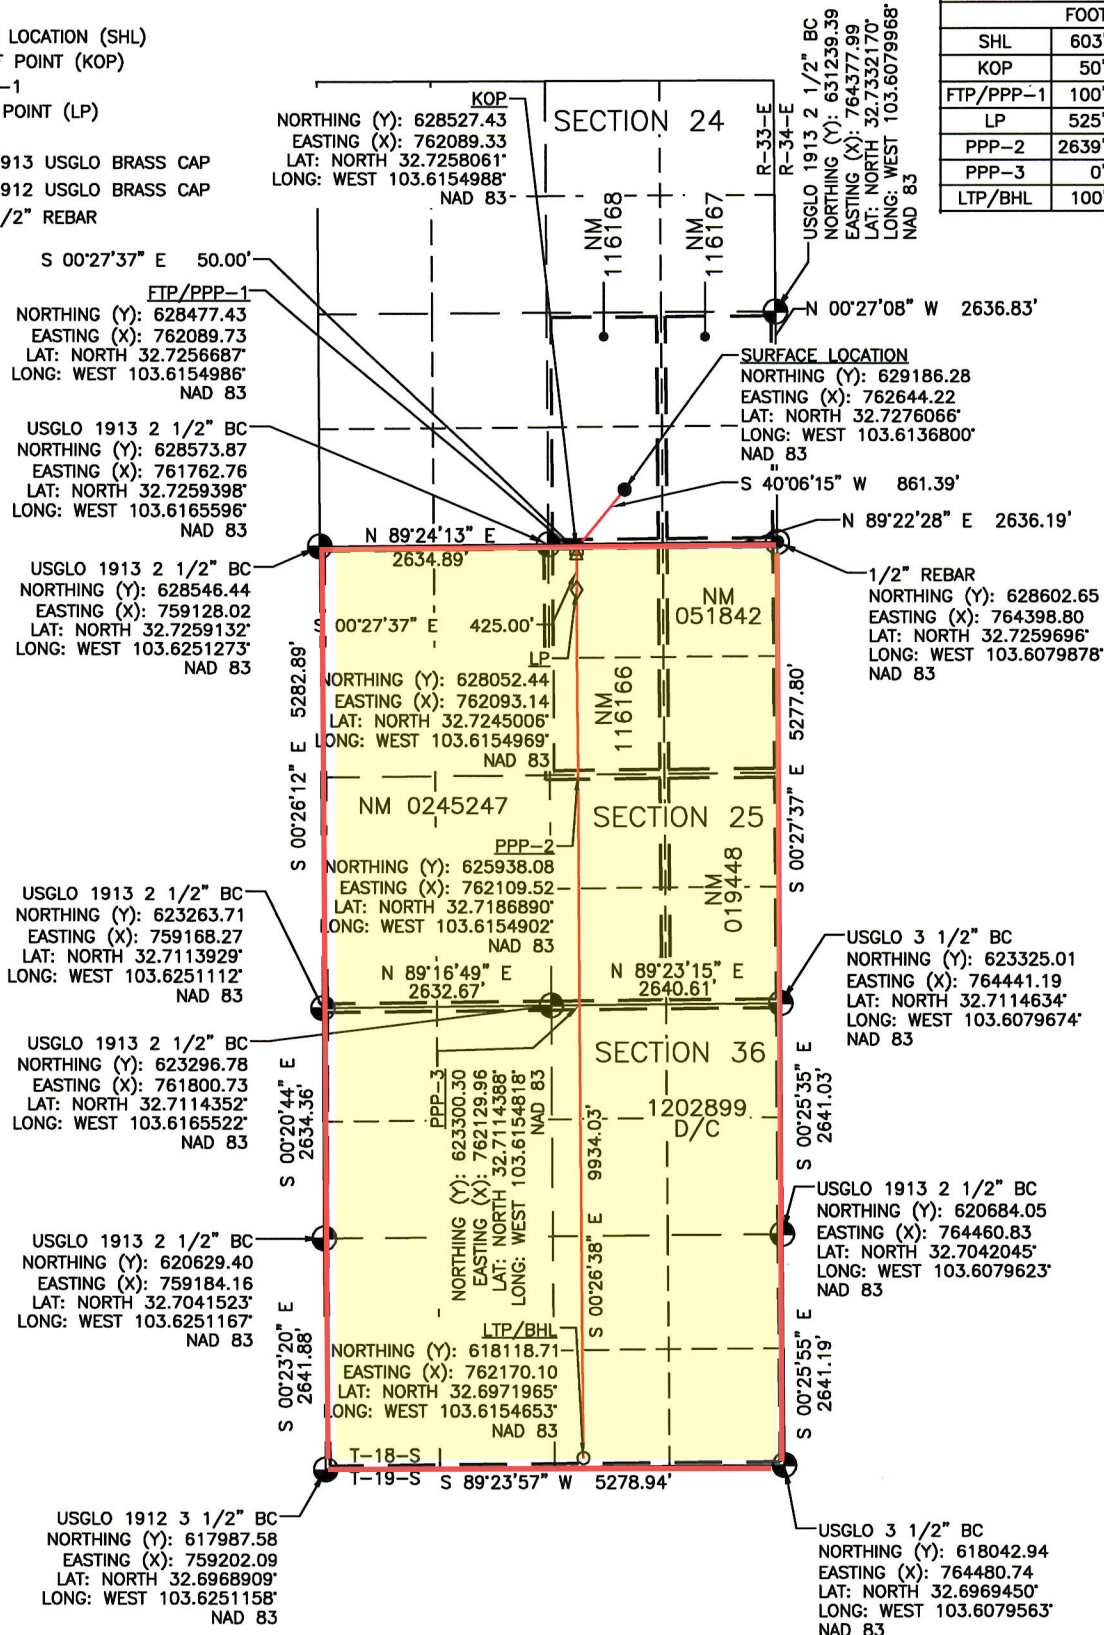 LOCATION (SHL)
POINT (KOP)
-1
POINT (LP)
913 USGLO BRASS CAP
912 USGLO BRASS CAP
/2" REBAR
FOOT
SHL 603'
KOP 50'
FTP/PPP-1 100'
LP 525'
PPP-2 2639'
PPP-3 0'
LTP/BHL 100'
KOP
NORTHING (Y): 628527.43
EASTING (X): 762089.33
LAT: NORTH 32.7258061°
LONG: WEST 103.6154988°
NAD 83
SECTION 24
R-33-E
R-34-E
USGLO 1913 2 1/2" BC
NORTHING (Y): 631239.39
EASTING (X): 764377.99
LAT: NORTH 32.7332170°
LONG: WEST 103.6079968°
NAD 83
NM
116168
NM
116167
S 00°27'37" E 50.00'
FTP/PPP-1
NORTHING (Y): 628477.43
EASTING (X): 762089.73
LAT: NORTH 32.7256687°
LONG: WEST 103.6154986°
NAD 83
N 00°27'08" W 2636.83'
SURFACE LOCATION
NORTHING (Y): 629186.28
EASTING (X): 762644.22
LAT: NORTH 32.7276066°
LONG: WEST 103.6136800°
NAD 83
USGLO 1913 2 1/2" BC
NORTHING (Y): 628573.87
EASTING (X): 761762.76
LAT: NORTH 32.7259398°
LONG: WEST 103.6165596°
NAD 83
S 40°06'15" W 861.39'
N 89°24'13" E
2634.89'
N 89°22'28" E 2636.19'
USGLO 1913 2 1/2" BC
NORTHING (Y): 628546.44
EASTING (X): 759128.02
LAT: NORTH 32.7259132°
LONG: WEST 103.6251273°
NAD 83
1/2" REBAR
NORTHING (Y): 628602.65
EASTING (X): 764398.80
LAT: NORTH 32.7259696°
LONG: WEST 103.6079878°
NAD 83
NM
051842
S 00°27'37" E 425.00'
LP
NORTHING (Y): 628052.44
EASTING (X): 762093.14
LAT: NORTH 32.7245006°
LONG: WEST 103.6154969°
NAD 83
NM
116166
S 00°26'12" E 5282.89'
S 00°27'37" E 5277.80'
NM 0245247
SECTION 25
PPP-2
NORTHING (Y): 625938.08
EASTING (X): 762109.52
LAT: NORTH 32.7186890°
LONG: WEST 103.6154902°
NAD 83
NM
019448
USGLO 1913 2 1/2" BC
NORTHING (Y): 623263.71
EASTING (X): 759168.27
LAT: NORTH 32.7113929°
LONG: WEST 103.6251112°
NAD 83
N 89°16'49" E
2632.67'
N 89°23'15" E
2640.61'
USGLO 3 1/2" BC
NORTHING (Y): 623325.01
EASTING (X): 764441.19
LAT: NORTH 32.7114634°
LONG: WEST 103.6079674°
NAD 83
USGLO 1913 2 1/2" BC
NORTHING (Y): 623296.78
EASTING (X): 761800.73
LAT: NORTH 32.7114352°
LONG: WEST 103.6165522°
NAD 83
SECTION 36
1202899
D/C
PPP-3
NORTHING (Y): 623300.30
EASTING (X): 762129.96
LAT: NORTH 32.7114388°
LONG: WEST 103.6154818°
NAD 83
S 00°20'44" E
2634.36'
S 00°26'38" E 9934.03'
S 00°25'35" E
2641.03'
USGLO 1913 2 1/2" BC
NORTHING (Y): 620629.40
EASTING (X): 759184.16
LAT: NORTH 32.7041523°
LONG: WEST 103.6251167°
NAD 83
USGLO 1913 2 1/2" BC
NORTHING (Y): 620684.05
EASTING (X): 764460.83
LAT: NORTH 32.7042045°
LONG: WEST 103.6079623°
NAD 83
S 00°23'20" E
2641.88'
LTP/BHL
NORTHING (Y): 618118.71
EASTING (X): 762170.10
LAT: NORTH 32.6971965°
LONG: WEST 103.6154653°
NAD 83
S 00°25'55" E
2641.19'
T-18-S
T-19-S
S 89°23'57" W 5278.94'
USGLO 1912 3 1/2" BC
NORTHING (Y): 617987.58
EASTING (X): 759202.09
LAT: NORTH 32.6968909°
LONG: WEST 103.6251158°
NAD 83
USGLO 3 1/2" BC
NORTHING (Y): 618042.94
EASTING (X): 764480.74
LAT: NORTH 32.6969450°
LONG: WEST 103.6079563°
NAD 83